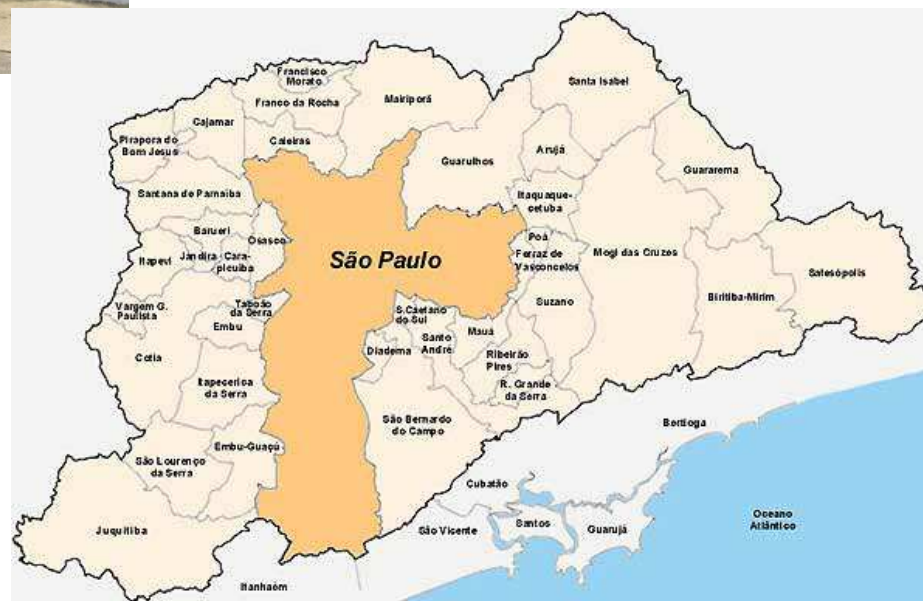 Francisco
Morato
Franco da Rocha
Mairiporã
Santa Isabel
Cajamar
Pirapora do
Bom Jesus
Caieiras
Guarulhos
Arujá
Guararema
Santana de Parnaíba
Itaquaque-
cetuba
Barueri
Osasco
Poá
Itapevi
Jandira
Cara-
picuíba
São Paulo
Ferraz de
Vasconcelos
Mogi das Cruzes
Salesópolis
Biritiba-Mirim
Vargem G.
Paulista
Taboão
da Serra
Embu
S.Caetano
do Sul
Suzano
Mauá
Cotia
Diadema
Santo
André
Ribeirão
Pires
Itapecerica
da Serra
R. Grande
da Serra
São Bernardo
do Campo
Bertioga
Embu-Guaçú
São Lourenço
da Serra
Cubatão
Juquitiba
São Vicente
Santos
Guarujá
Oceano
Atlântico
Itanhaém